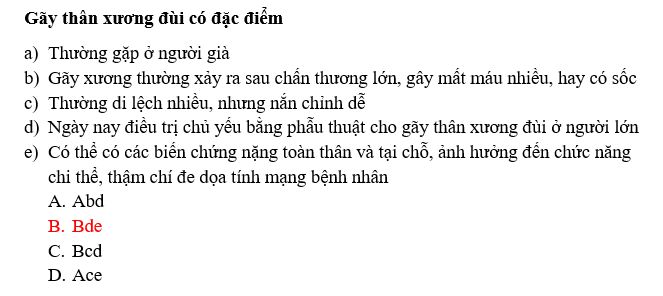 Gãy thân xương đùi có đặc điểm
a) Thường gặp ở người già
b) Gãy xương thường xảy ra sau chấn thương lớn, gây mất máu nhiều, hay có sốc
c) Thường di lệch nhiều, nhưng nắn chỉnh dễ
d) Ngày nay điều trị chủ yếu bằng phẫu thuật cho gãy thân xương đùi ở người lớn
e) Có thể có các biến chứng nặng toàn thân và tại chỗ, ảnh hưởng đến chức năng
chi thể, thậm chí đe dọa tính mạng bệnh nhân
A. Abd
B. Bde
C. Bcd
D. Ace